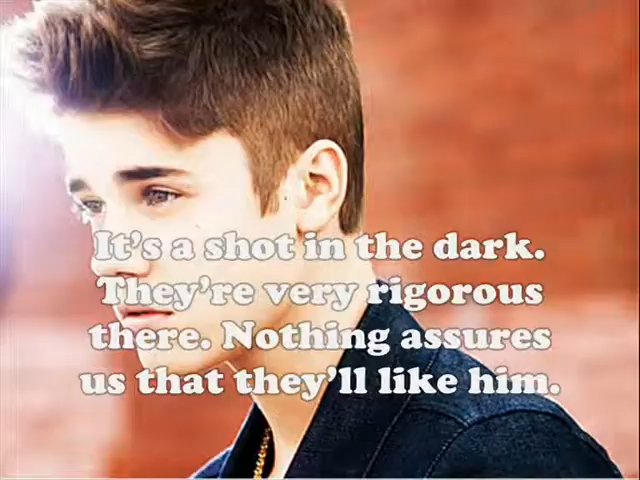 It's a shot in the dark.
They're very rigorous
there. Nothing assures
us that they'll like him.